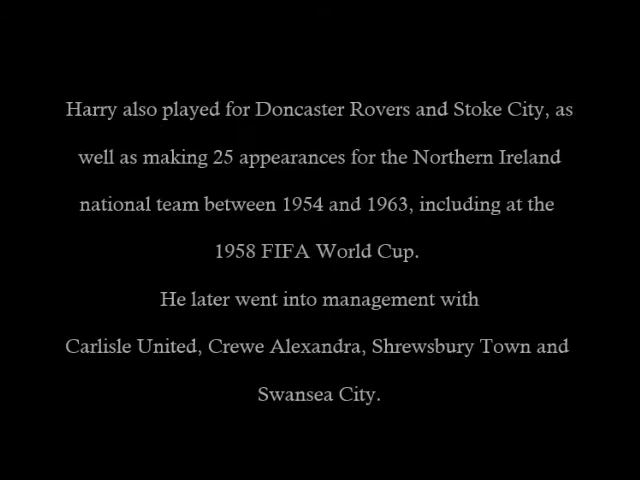 Harry also played for Doncaster Rovers and Stoke City, as
well as making 25 appearances for the Northern Ireland
national team between 1954 and 1963, including at the
1958 FIFA World Cup.
He later went into management with
Carlisle United, Crewe Alexandra, Shrewsbury Town and
Swansea City.